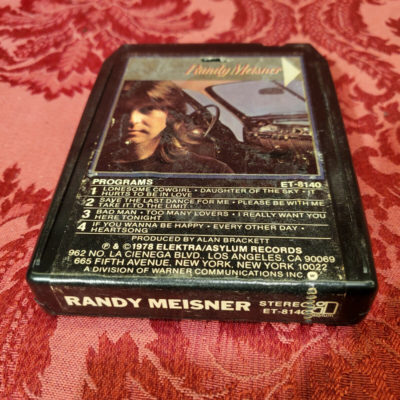 Randy Meisner
PROGRAMS ET-8140
1 LONESOME COWGIRL • DAUGHTER OF THE SKY • IT
HURTS TO BE IN LOVE
2 SAVE THE LAST DANCE FOR ME • PLEASE BE WITH ME
TAKE IT TO THE LIMIT
3 BAD MAN • TOO MANY LOVERS • I REALLY WANT YOU
HERE TONIGHT
4 IF YOU WANNA BE HAPPY • EVERY OTHER DAY •
HEARTSONG
PRODUCED BY ALAN BRACKETT
℗ & © 1978 ELEKTRA/ASYLUM RECORDS
962 NO. LA CIENEGA BLVD., LOS ANGELES, CA 90069
665 FIFTH AVENUE, NEW YORK, NEW YORK 10022
A DIVISION OF WARNER COMMUNICATIONS INC
RANDY MEISNER STEREO
ET-8140